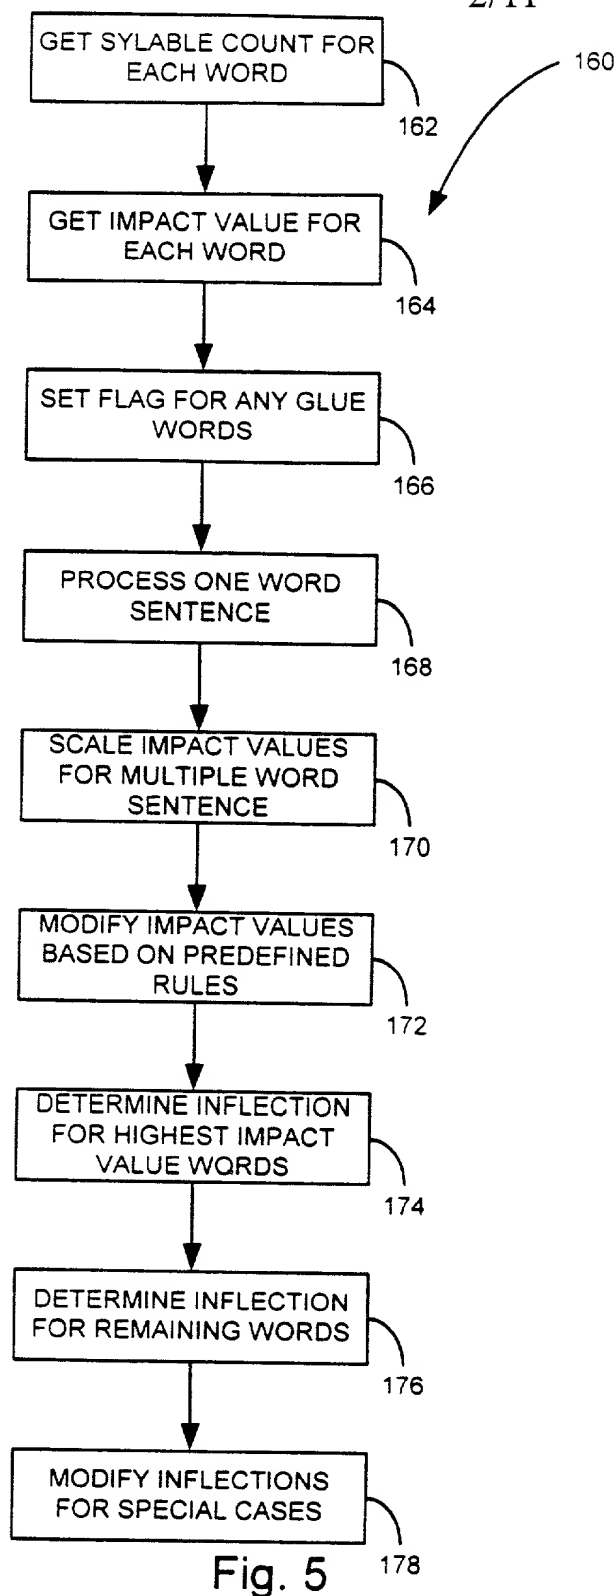 2/11
GET SYLABLE COUNT FOR
EACH WORD
160
162
GET IMPACT VALUE FOR
EACH WORD
164
SET FLAG FOR ANY GLUE
WORDS
166
PROCESS ONE WORD
SENTENCE
168
SCALE IMPACT VALUES
FOR MULTIPLE WORD
SENTENCE
170
MODIFY IMPACT VALUES
BASED ON PREDEFINED
RULES
172
DETERMINE INFLECTION
FOR HIGHEST IMPACT
VALUE WORDS
174
DETERMINE INFLECTION
FOR REMAINING WORDS
176
MODIFY INFLECTIONS
FOR SPECIAL CASES
178
Fig. 5